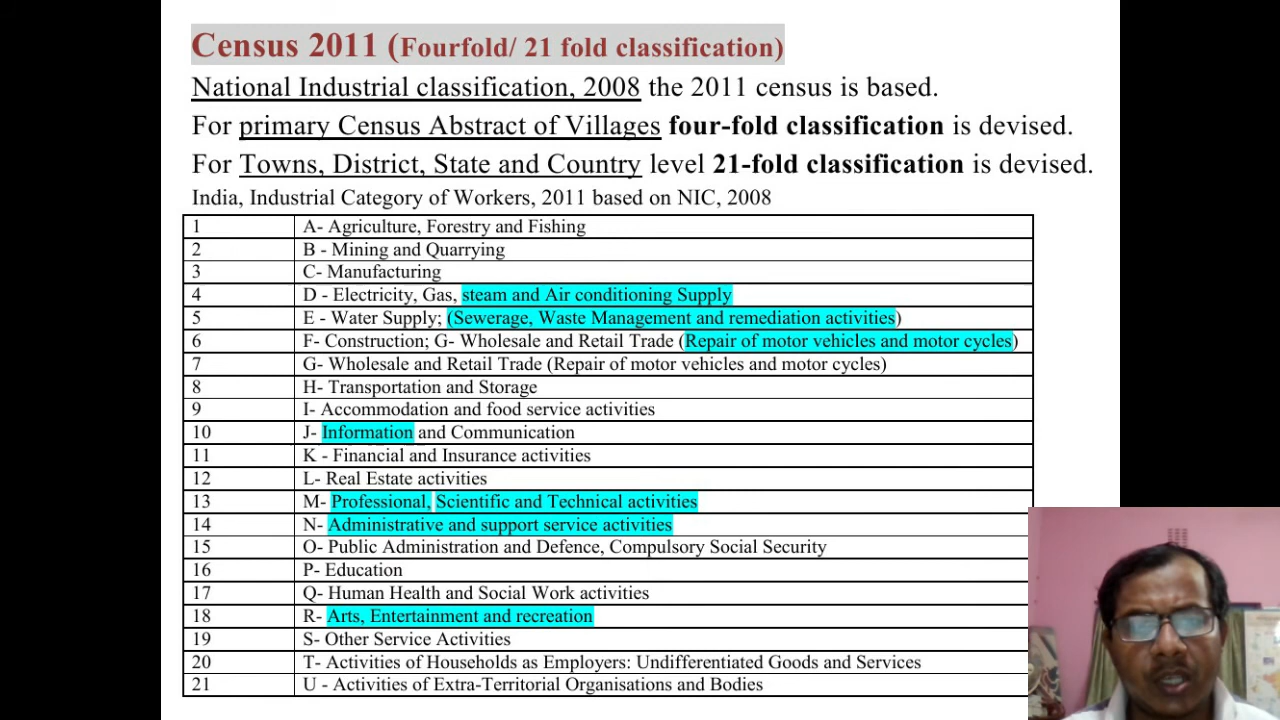 Census 2011 (Fourfold/ 21 fold classification)
National Industrial classification, 2008 the 2011 census is based.
For primary Census Abstract of Villages four-fold classification is devised.
For Towns, District, State and Country level 21-fold classification is devised.
India, Industrial Category of Workers, 2011 based on NIC, 2008
1 A- Agriculture, Forestry and Fishing
2 B - Mining and Quarrying
3 C- Manufacturing
4 D - Electricity, Gas, steam and Air conditioning Supply
5 E - Water Supply; (Sewerage, Waste Management and remediation activities)
6 F- Construction; G- Wholesale and Retail Trade (Repair of motor vehicles and motor cycles)
7 G- Wholesale and Retail Trade (Repair of motor vehicles and motor cycles)
8 H- Transportation and Storage
9 I- Accommodation and food service activities
10 J- Information and Communication
11 K - Financial and Insurance activities
12 L- Real Estate activities
13 M- Professional, Scientific and Technical activities
14 N- Administrative and support service activities
15 O- Public Administration and Defence, Compulsory Social Security
16 P- Education
17 Q- Human Health and Social Work activities
18 R- Arts, Entertainment and recreation
19 S- Other Service Activities
20 T- Activities of Households as Employers: Undifferentiated Goods and Services
21 U - Activities of Extra-Territorial Organisations and Bodies